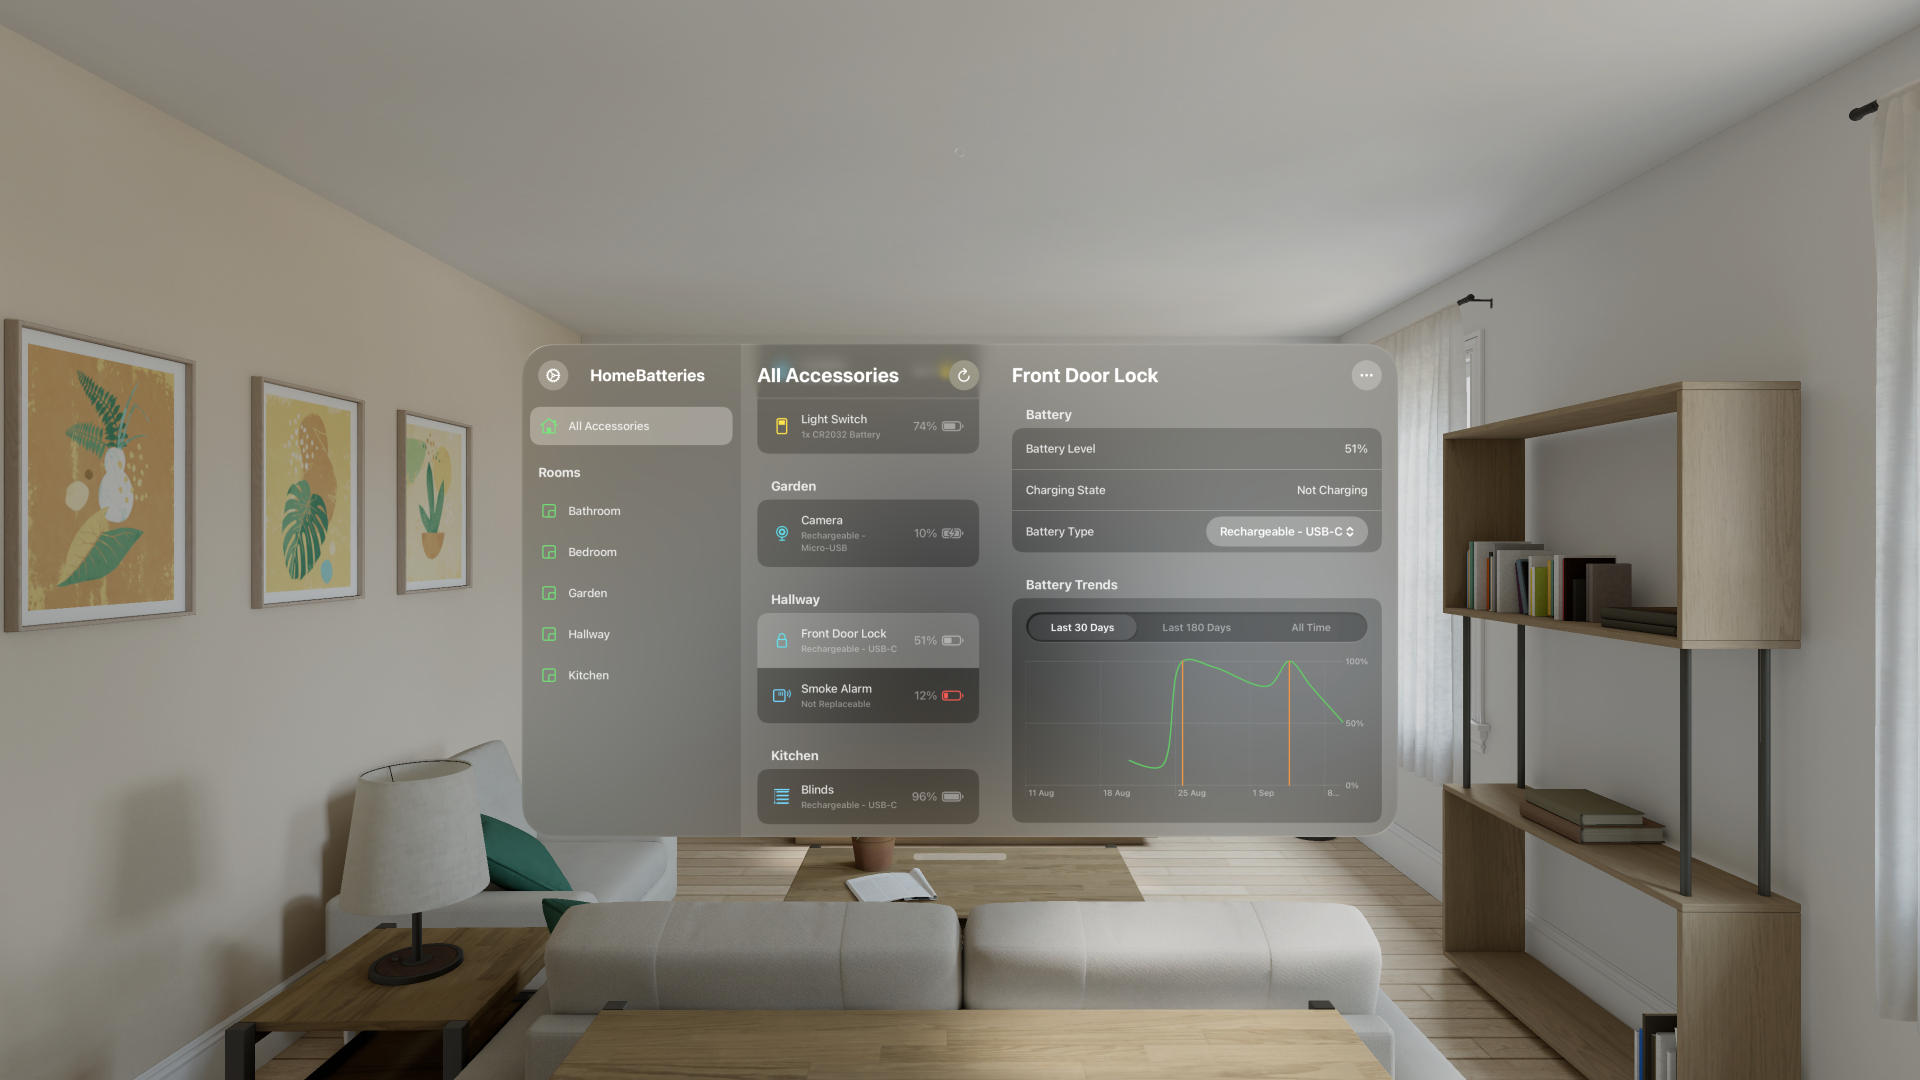 HomeBatteries
All Accessories
Rooms
Bathroom
Bedroom
Garden
Hallway
Kitchen
All Accessories
Light Switch
1x CR2032 Battery
74%
Garden
Camera
Rechargeable -
Micro-USB
10%
Hallway
Front Door Lock
Rechargeable - USB-C
51%
Smoke Alarm
Not Replaceable
12%
Kitchen
Blinds
Rechargeable - USB-C
96%
Front Door Lock
Battery
Battery Level
51%
Charging State
Not Charging
Battery Type
Rechargeable - USB-C
Battery Trends
Last 30 Days
Last 180 Days
All Time
100%
50%
0%
11 Aug
18 Aug
25 Aug
1 Sep
8...